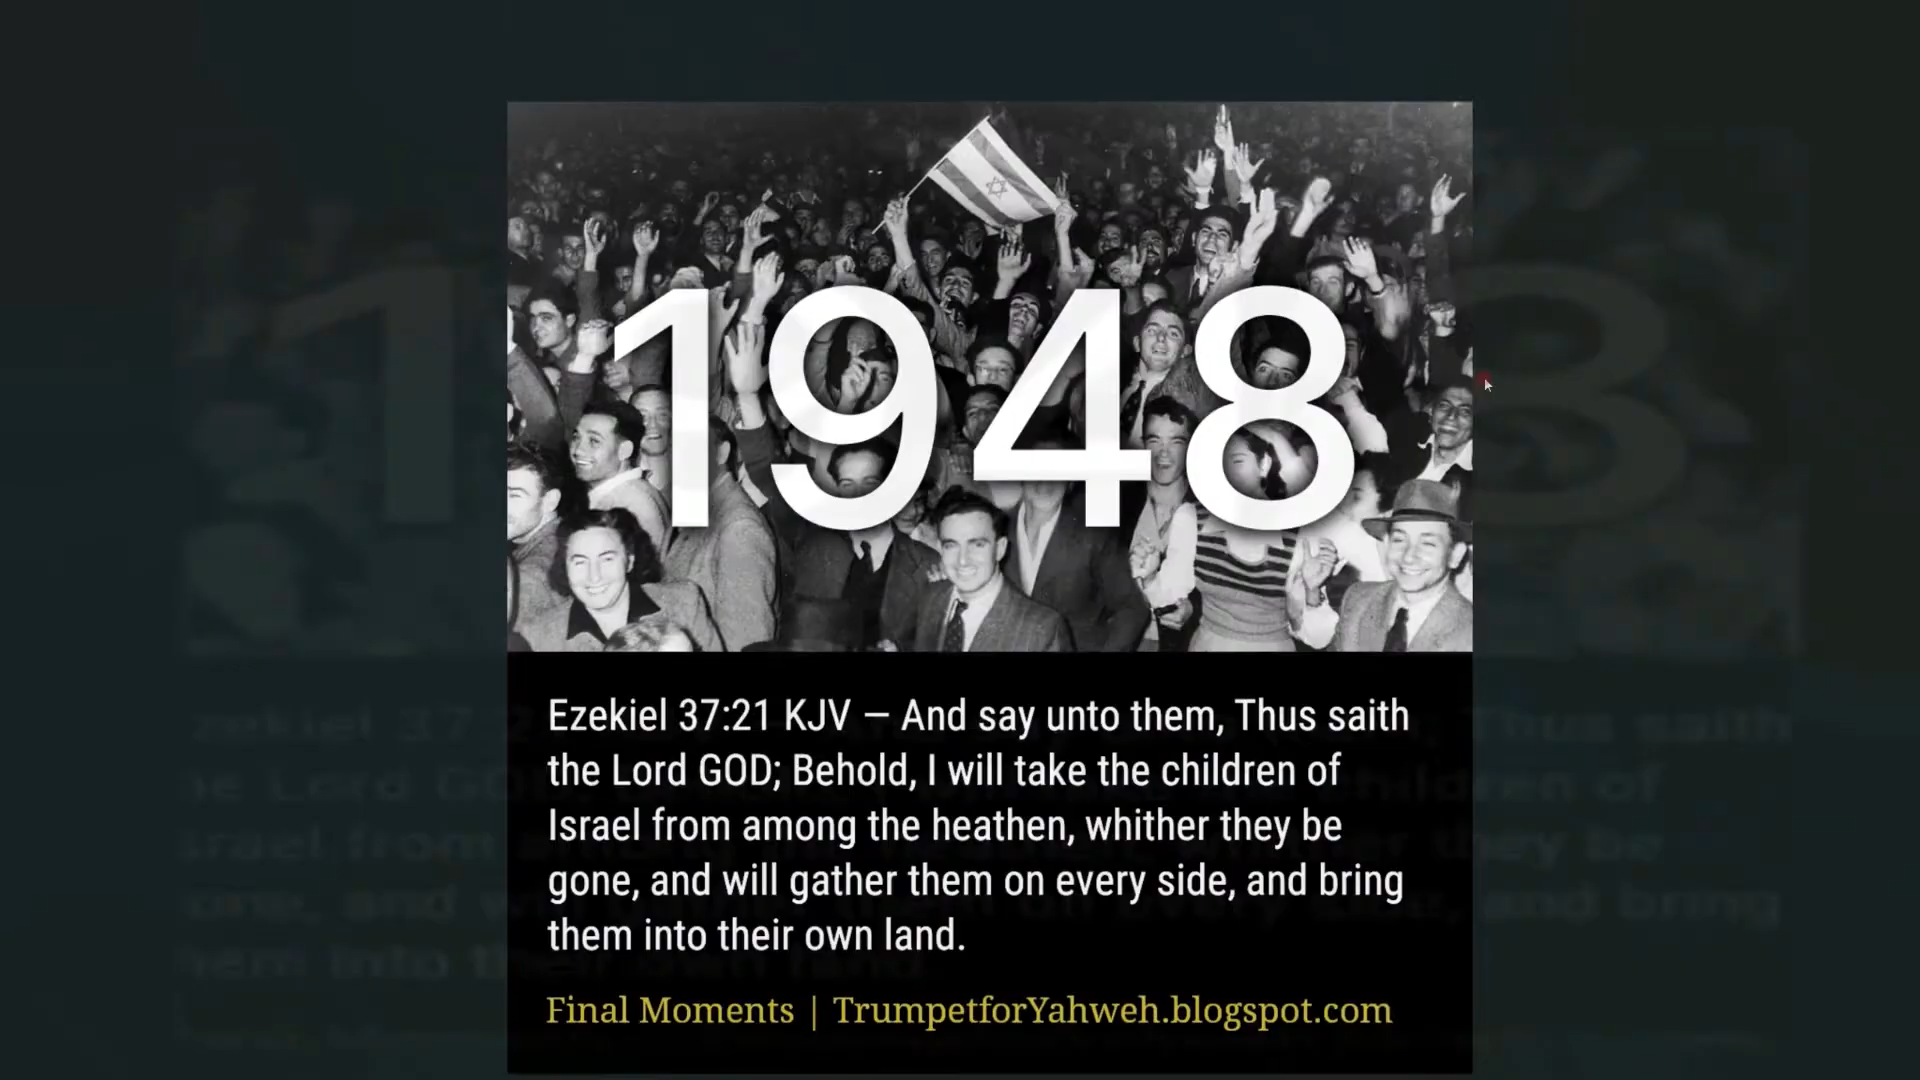 1948
Ezekiel 37:21 KJV – And say unto them, Thus saith
the Lord GOD; Behold, I will take the children of
Israel from among the heathen, whither they be
gone, and will gather them on every side, and bring
them into their own land.
Final Moments | TrumpetforYahweh.blogspot.com